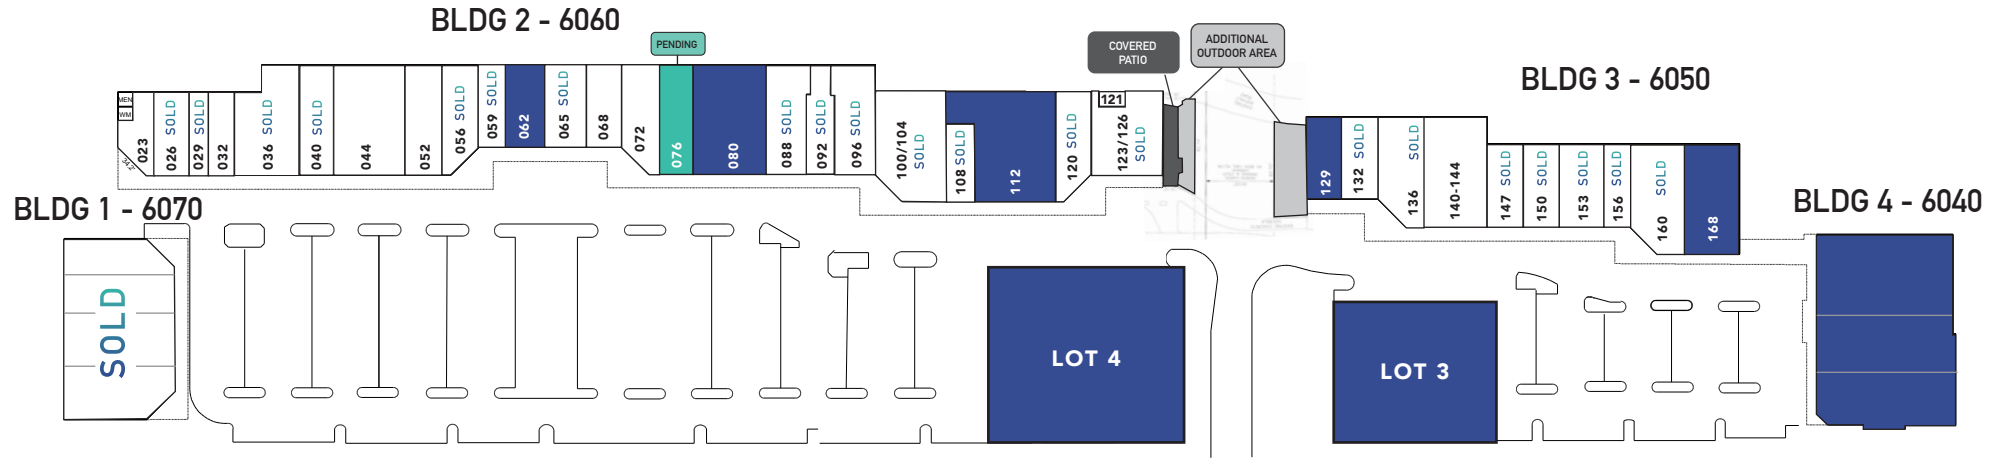 BLDG 2 - 6060
PENDING
COVERED
PATIO
ADDITIONAL
OUTDOOR AREA
BLDG 3 - 6050
MEN
WM
023
026 SOLD
029 SOLD
032
036 SOLD
040 SOLD
044
052
056 SOLD
059 SOLD
062
065 SOLD
068
072
076
080
088 SOLD
092 SOLD
096 SOLD
100/104
SOLD
108 SOLD
112
120 SOLD
121
123/126
SOLD
129
132 SOLD
136 SOLD
140-144
147 SOLD
150 SOLD
153 SOLD
156 SOLD
160 SOLD
168
BLDG 1 - 6070
SOLD
BLDG 4 - 6040
LOT 4
LOT 3